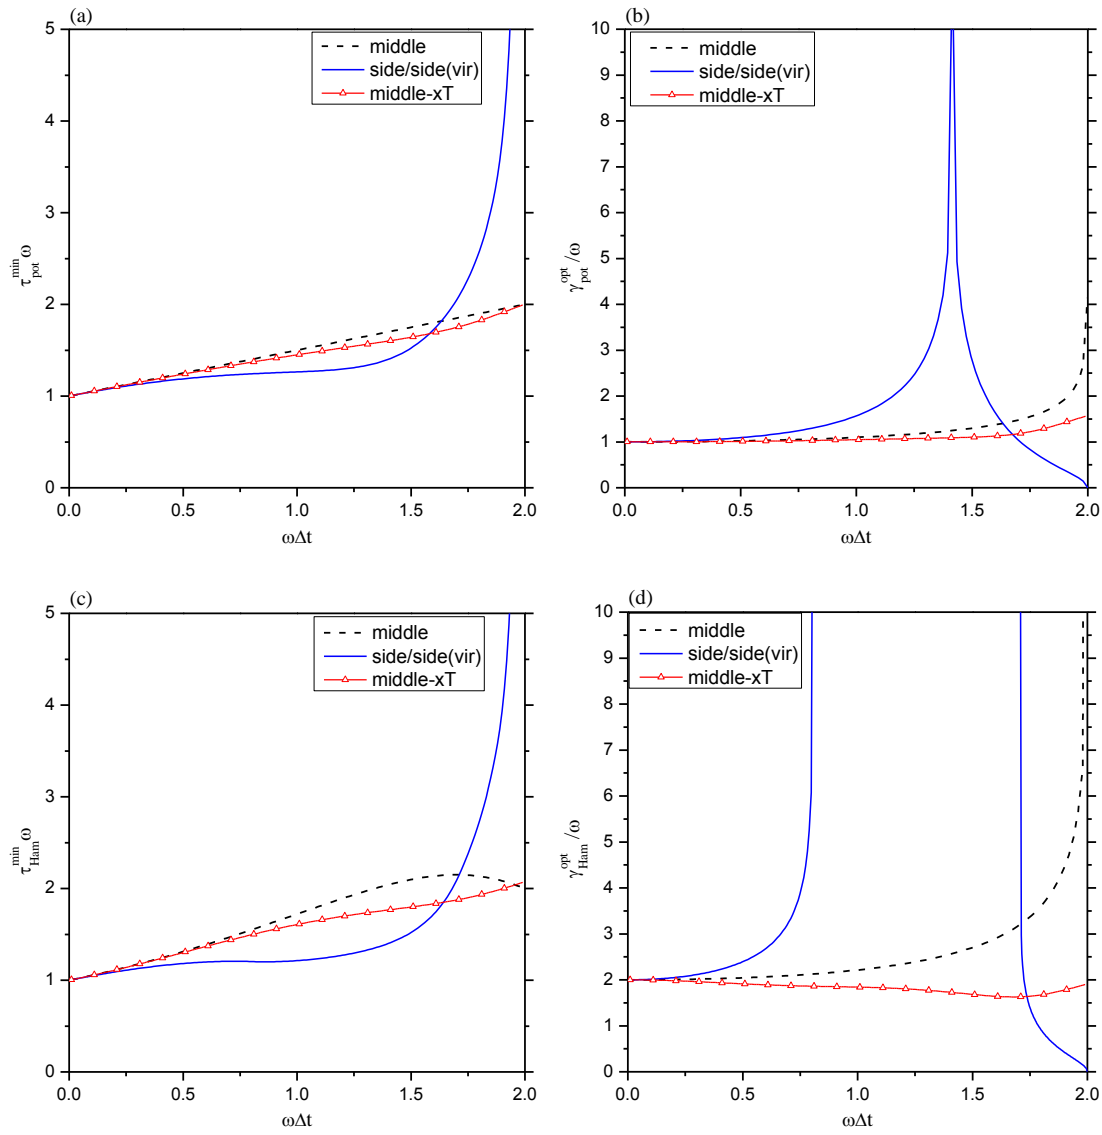 (a)
middle
side/side(vir)
middle-xT
5
4
3
2
1
0
τ_pot^min ω
0.0 0.5 1.0 1.5 2.0
ωΔt
(b)
middle
side/side(vir)
middle-xT
10
9
8
7
6
5
4
3
2
1
0
γ_pot^opt/ω
0.0 0.5 1.0 1.5 2.0
ωΔt
(c)
middle
side/side(vir)
middle-xT
5
4
3
2
1
0
τ_Ham^min ω
0.0 0.5 1.0 1.5 2.0
ωΔt
(d)
middle
side/side(vir)
middle-xT
10
9
8
7
6
5
4
3
2
1
0
γ_Ham^opt/ω
0.0 0.5 1.0 1.5 2.0
ωΔt